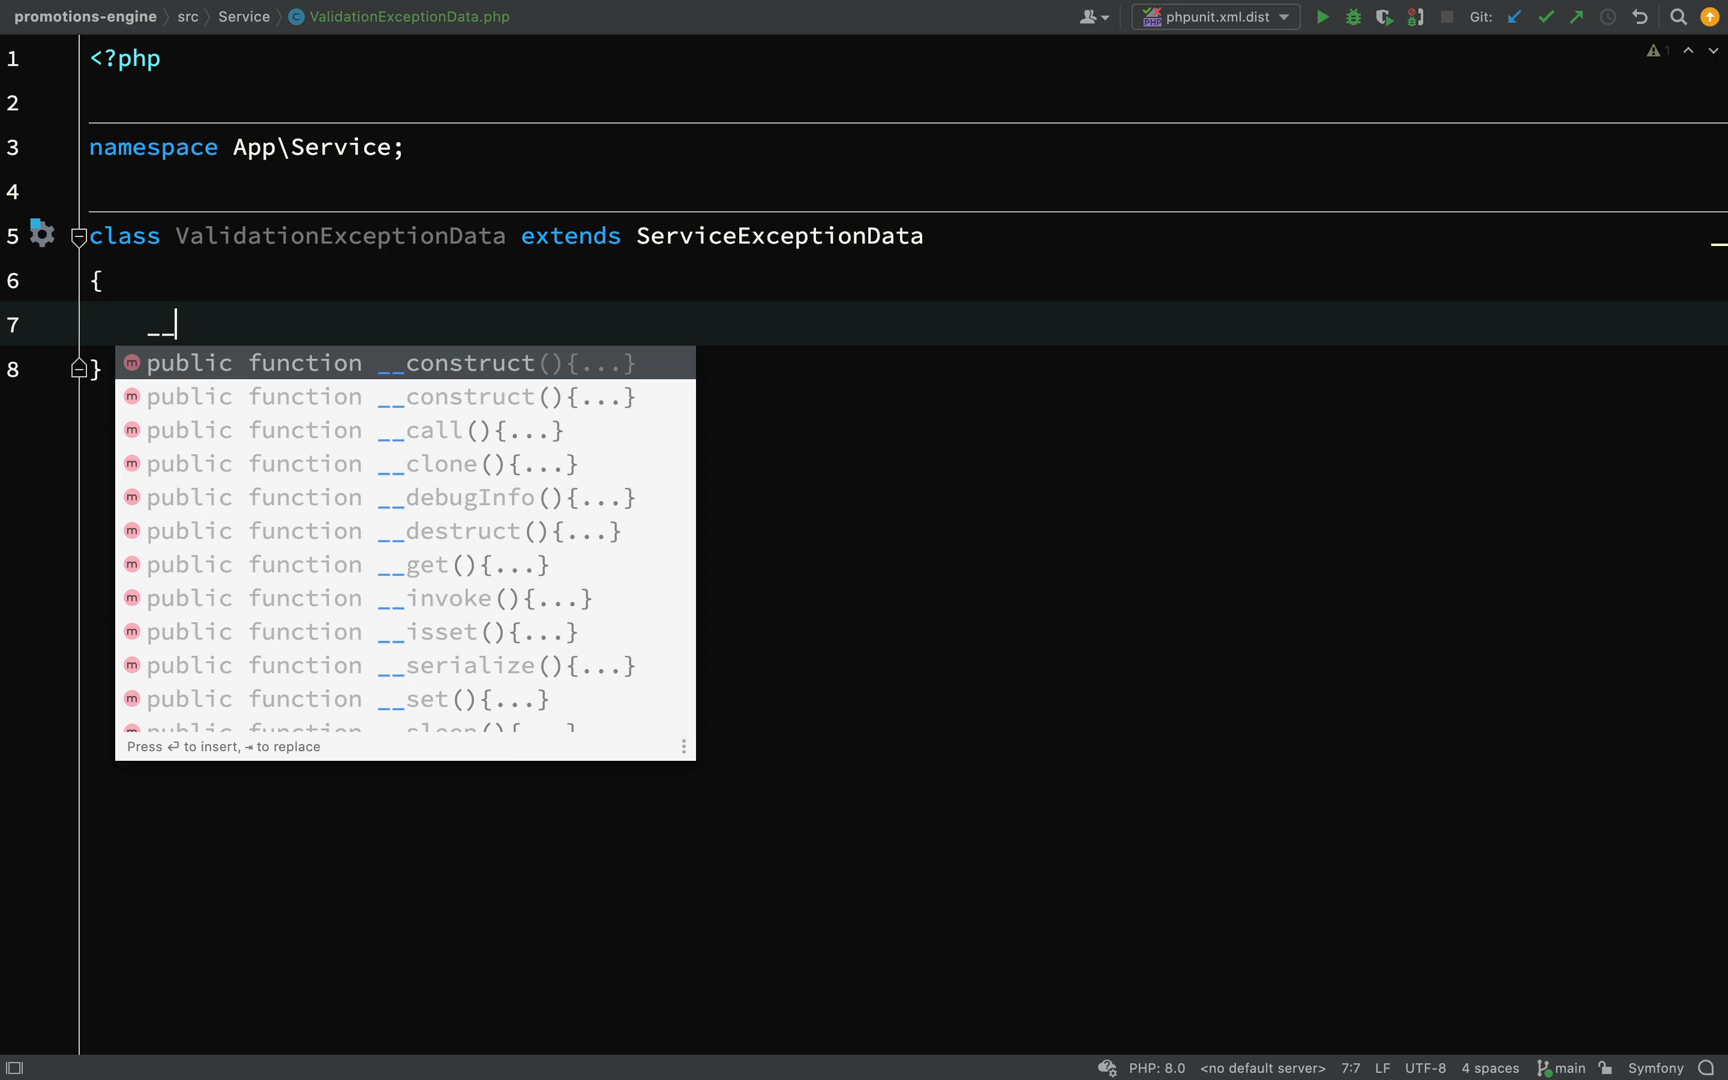 promotions-engine src Service ValidationExceptionData.php phpunit.xml.dist Git:
1 <?php 1
2
3 namespace App\Service;
4
5 class ValidationExceptionData extends ServiceExceptionData
6 {
7 __
8 }
public function __construct(){...}
public function __construct(){...}
public function __call(){...}
public function __clone(){...}
public function __debugInfo(){...}
public function __destruct(){...}
public function __get(){...}
public function __invoke(){...}
public function __isset(){...}
public function __serialize(){...}
public function __set(){...}
public function __sleep(){...}
Press ↵ to insert, ⇥ to replace
PHP: 8.0 <no default server> 7:7 LF UTF-8 4 spaces main Symfony